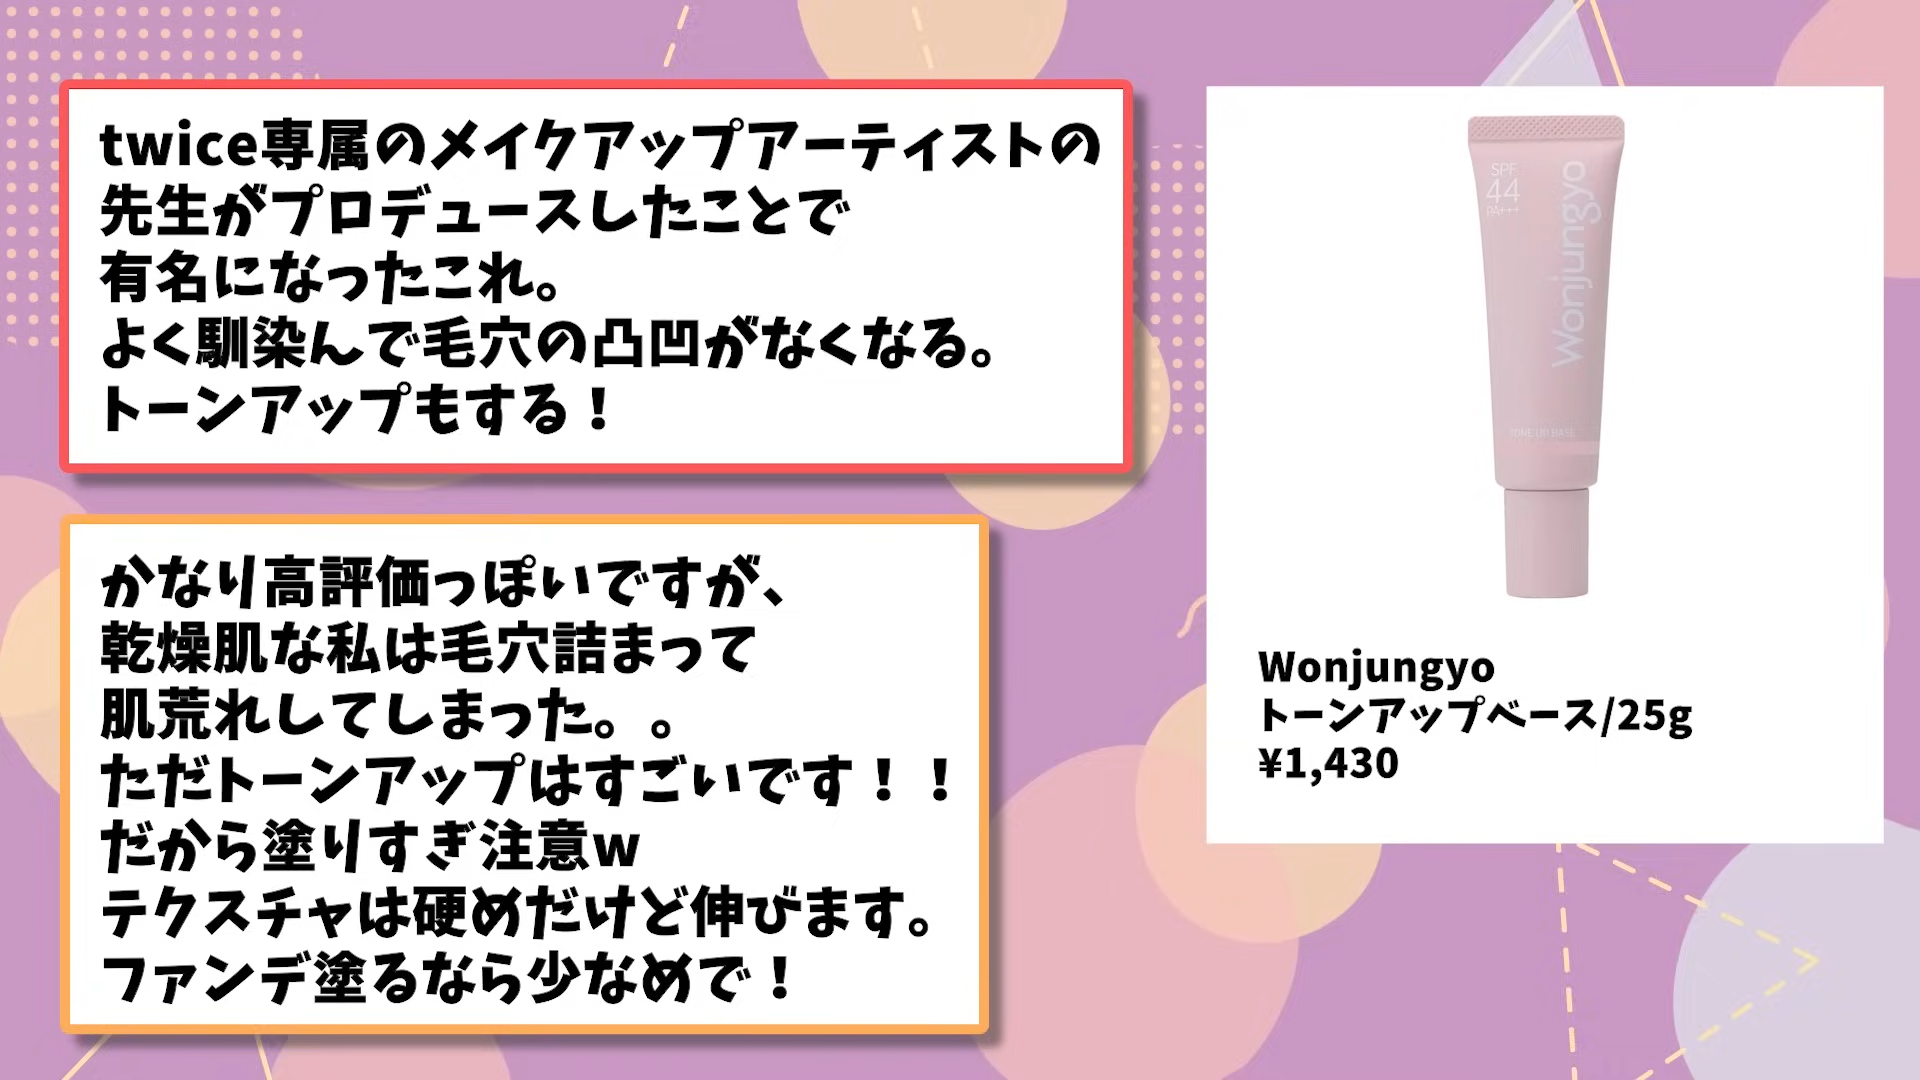 twice専属のメイクアップアーティストの
先生がプロデュースしたことで
有名になったこれ。
よく馴染んで毛穴の凸凹がなくなる。
トーンアップもする！
かなり高評価っぽいですが、
乾燥肌な私は毛穴詰まって
肌荒れしてしまった。。
ただトーンアップはすごいです！！
だから塗りすぎ注意w
テクスチャは硬めだけど伸びます。
ファンデ塗るなら少なめで！
SPF
44
PA+++
Wonjungyo
TONE UP BASE
Wonjungyo
トーンアップベース/25g
¥1,430